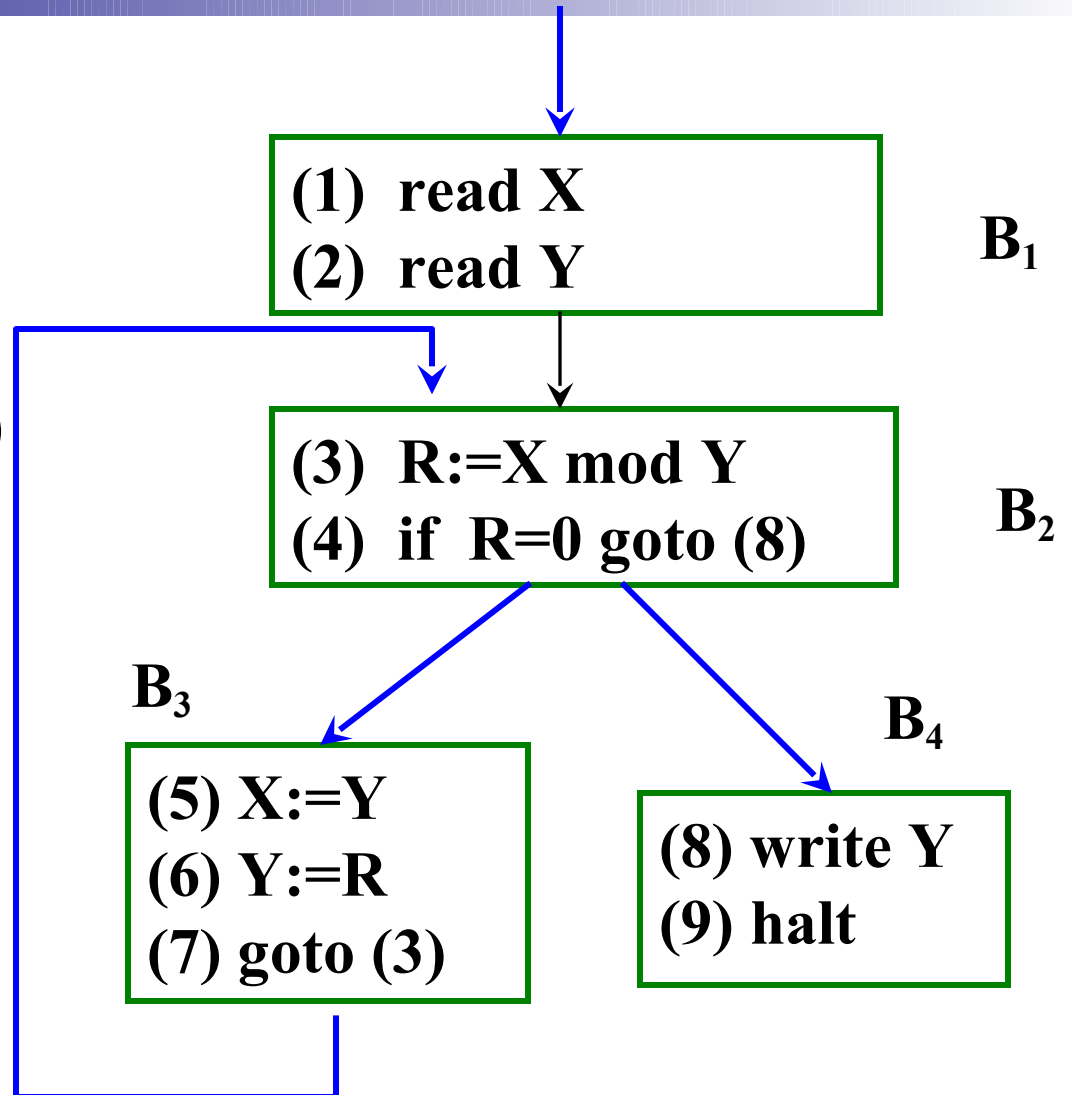 (1) read X
(2) read Y
B₁
)
(3) R:=X mod Y
(4) if R=0 goto (8)
B₂
B₃
(5) X:=Y
(6) Y:=R
(7) goto (3)
B₄
(8) write Y
(9) halt